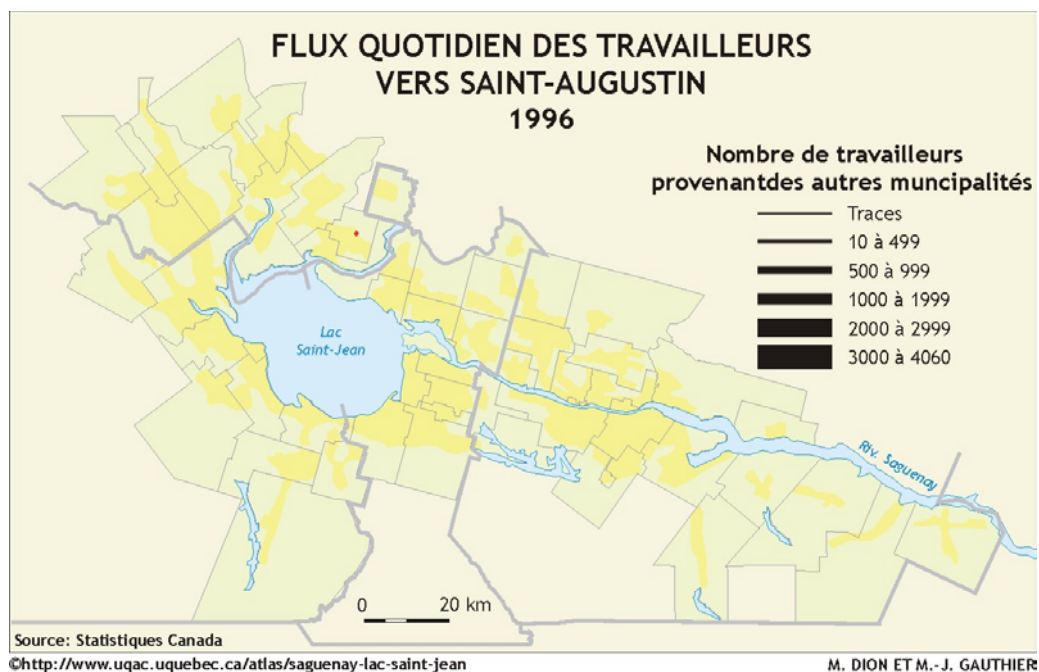 FLUX QUOTIDIEN DES TRAVAILLEURS
VERS SAINT-AUGUSTIN
1996
Nombre de travailleurs
provenantdes autres muncipalités
Traces
10 à 499
500 à 999
1000 à 1999
2000 à 2999
3000 à 4060
Lac
Saint-Jean
Riv. Saguenay
0 20 km
Source: Statistiques Canada
©http://www.uqac.uquebec.ca/atlas/saguenay-lac-saint-jean
M. DION ET M.-J. GAUTHIER